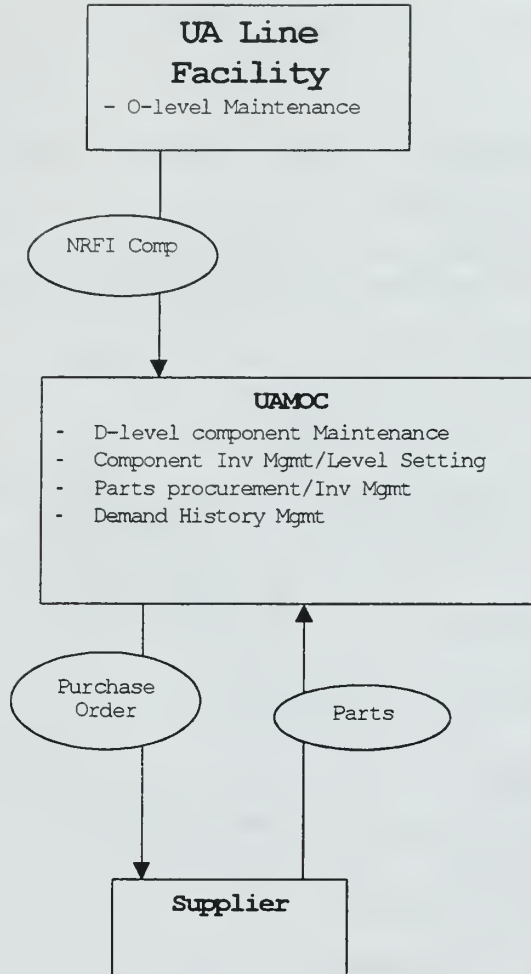 UA Line
Facility
- O-level Maintenance
NRFI Comp
UAMOC
- D-level component Maintenance
- Component Inv Mgmt/Level Setting
- Parts procurement/Inv Mgmt
- Demand History Mgmt
Purchase
Order
Parts
Supplier